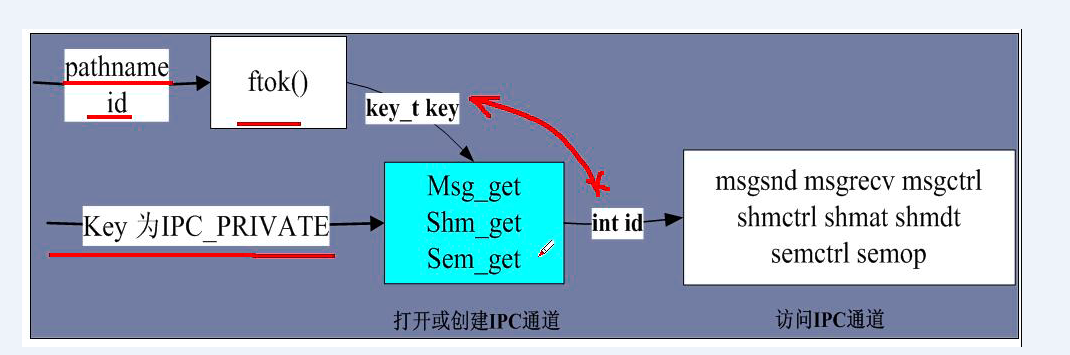 pathname
id
ftok()
key_t key
Key 为IPC_PRIVATE
Msg_get
Shm_get
Sem_get
int id
msgsnd msgrecv msgctrl
shmctrl shmat shmdt
semctrl semop
打开或创建IPC通道
访问IPC通道